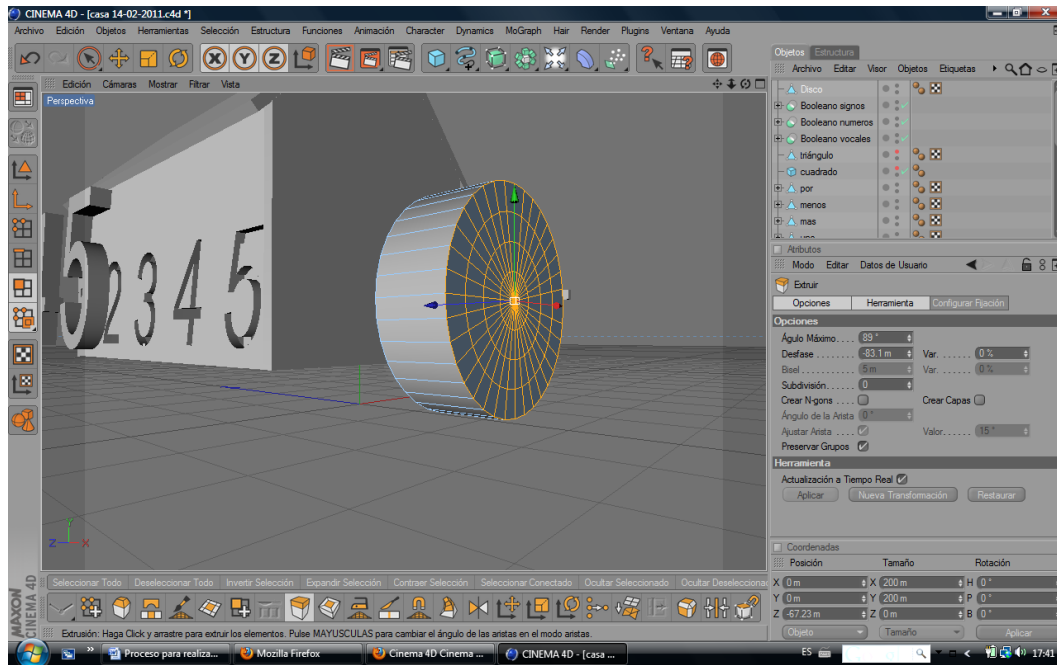 CINEMA 4D - [casa 14-02-2011.c4d *]
Archivo Edición Objetos Herramientas Selección Estructura Funciones Animación Character Dynamics MoGraph Hair Render Plugins Ventana Ayuda
Objetos Estructura
Archivo Editar Visor Objetos Etiquetas
Edición Cámaras Mostrar Filtrar Vista
Perspectiva
Disco
Booleano signos
Booleano numeros
Booleano vocales
triángulo
cuadrado
por
menos
mas
2 3 4 5
Atributos
Modo Editar Datos de Usuario
Extruir
Opciones Herramienta Configurar Fijación
Opciones
Águlo Máximo.... 89 °
Desfase......... -83.1 m Var....... 0 %
Bisel........... 5 m Var....... 0 %
Subdivisión..... 0
Crear N-gons .... Crear Capas
Ángulo de la Arista 0 °
Ajustar Arista .... Valor...... 15 °
Preservar Grupos
Herramienta
Actualización a Tiempo Real
Aplicar Nueva Transformación Restaurar
Y
Z X
Coordenadas
Posición Tamaño Rotación
X 0 m X 200 m H 0 °
Y 0 m Y 200 m P 0 °
Z -67.23 m Z 0 m B 0 °
Objeto Tamaño Aplicar
Seleccionar Todo Deseleccionar Todo Invertir Selección Expandir Selección Contraer Selección Seleccionar Conectado Ocultar Seleccionado Ocultar Deselecciona
MAXON
CINEMA 4D
Extrusión: Haga Click y arrastre para extruir los elementos. Pulse MAYUSCULAS para cambiar el ángulo de las aristas en el modo aristas.
Proceso para realiza... Mozilla Firefox Cinema 4D Cinema ... CINEMA 4D - [casa ... ES 17:41